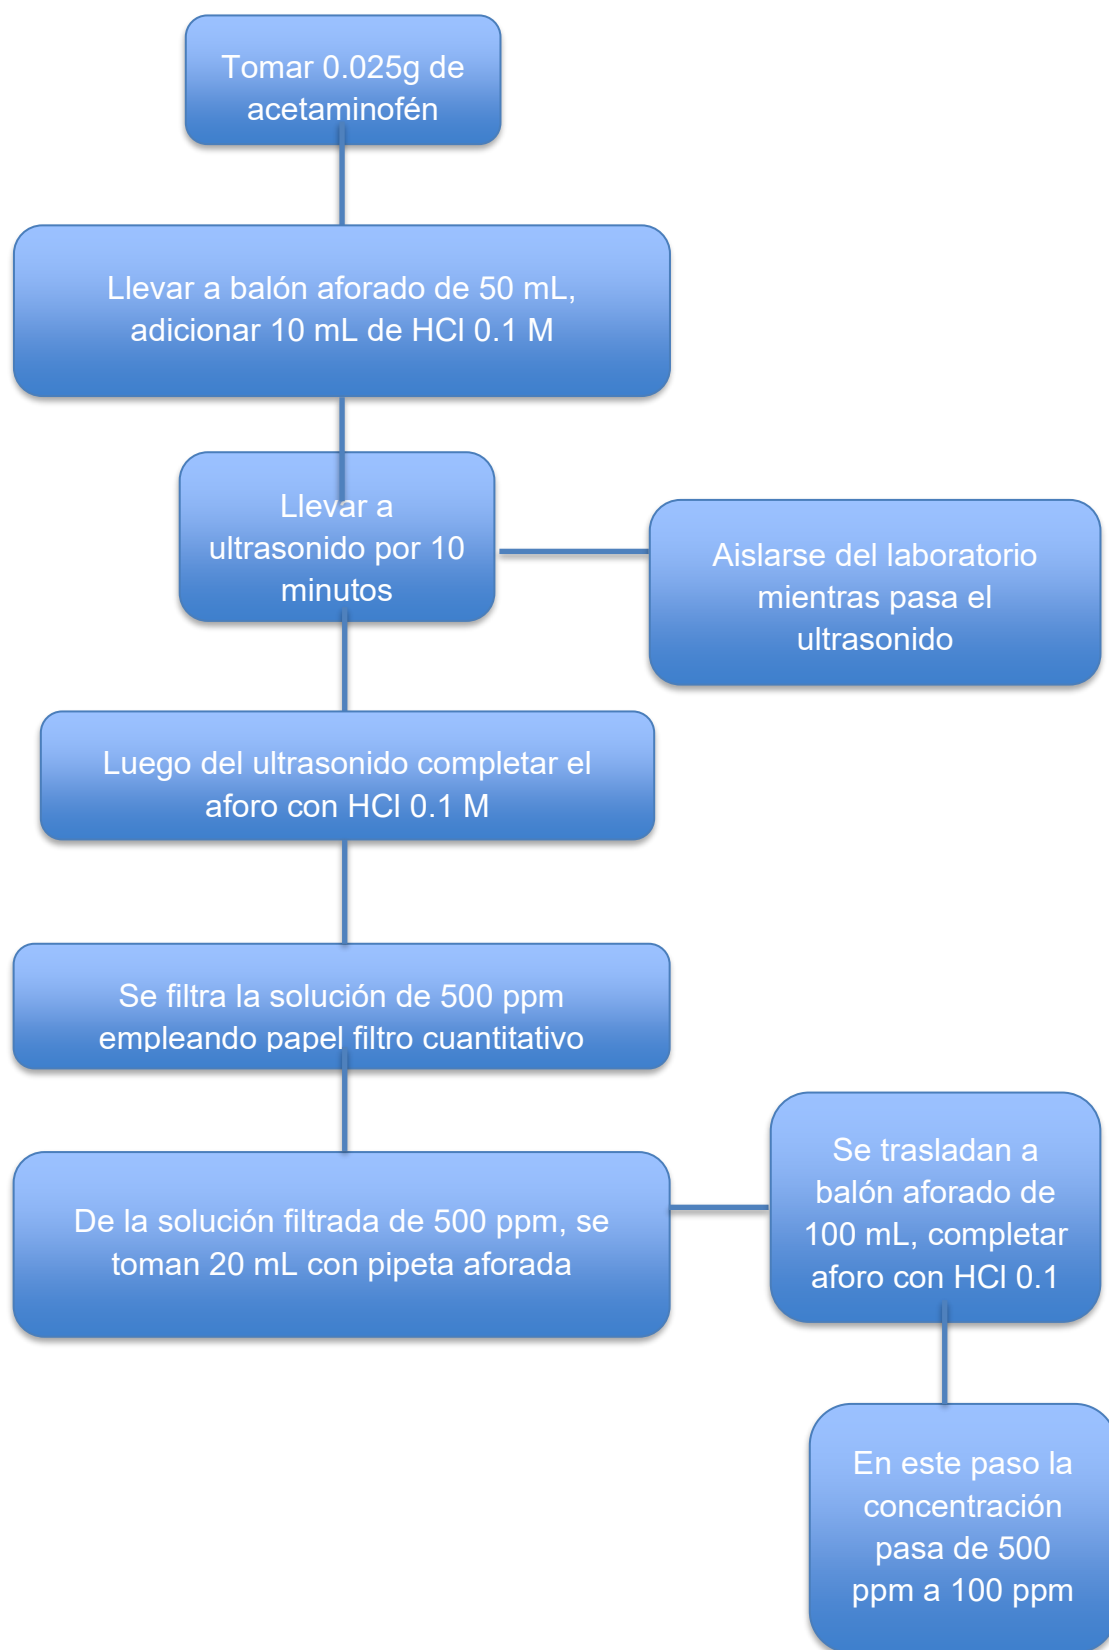 Tomar 0.025g de
acetaminofén
Llevar a balón aforado de 50 mL,
adicionar 10 mL de HCl 0.1 M
Llevar a
ultrasonido por 10
minutos
Aislarse del laboratorio
mientras pasa el
ultrasonido
Luego del ultrasonido completar el
aforo con HCl 0.1 M
Se filtra la solución de 500 ppm
empleando papel filtro cuantitativo
De la solución filtrada de 500 ppm, se
toman 20 mL con pipeta aforada
Se trasladan a
balón aforado de
100 mL, completar
aforo con HCl 0.1
En este paso la
concentración
pasa de 500
ppm a 100 ppm